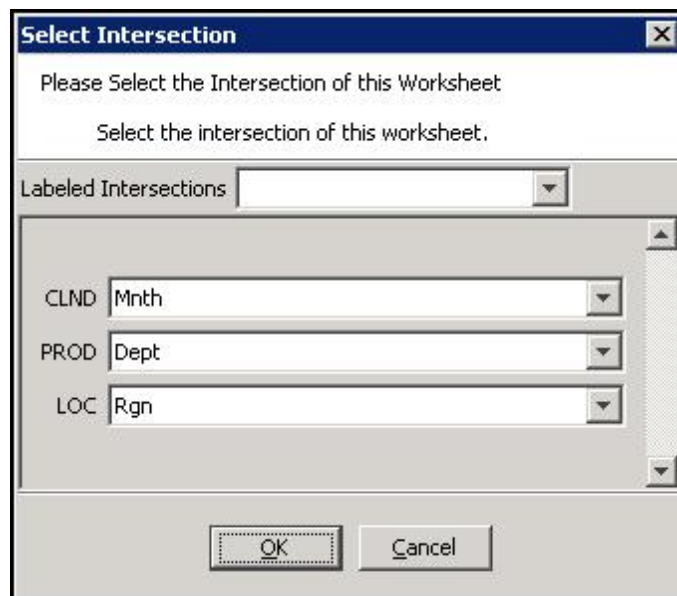 Select Intersection
Please Select the Intersection of this Worksheet
Select the intersection of this worksheet.
Labeled Intersections
CLND Mnth
PROD Dept
LOC Rgn
OK Cancel